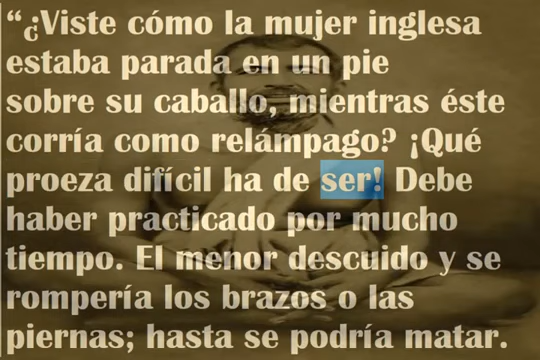 “¿Viste cómo la mujer inglesa
estaba parada en un pie
sobre su caballo, mientras éste
corría como relámpago? ¡Qué
proeza difícil ha de ser! Debe
haber practicado por mucho
tiempo. El menor descuido y se
rompería los brazos o las
piernas; hasta se podría matar.